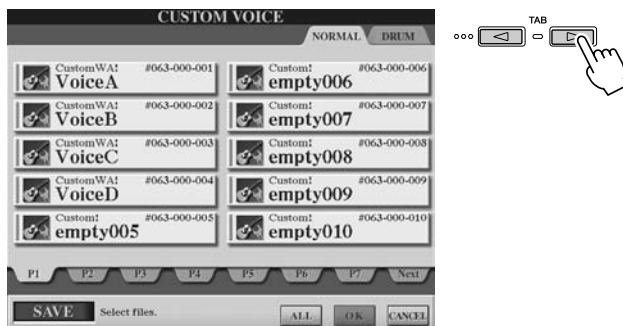 CUSTOM VOICE
NORMAL DRUM
TAB
CustomWA! #063-000-001
VoiceA
CustomWA! #063-000-002
VoiceB
CustomWA! #063-000-003
VoiceC
CustomWA! #063-000-004
VoiceD
Custom! #063-000-005
empty005
Custom! #063-000-006
empty006
Custom! #063-000-007
empty007
Custom! #063-000-008
empty008
Custom! #063-000-009
empty009
Custom! #063-000-010
empty010
P1 P2 P3 P4 P5 P6 P7 Next
SAVE Select files. ALL OK CANCEL